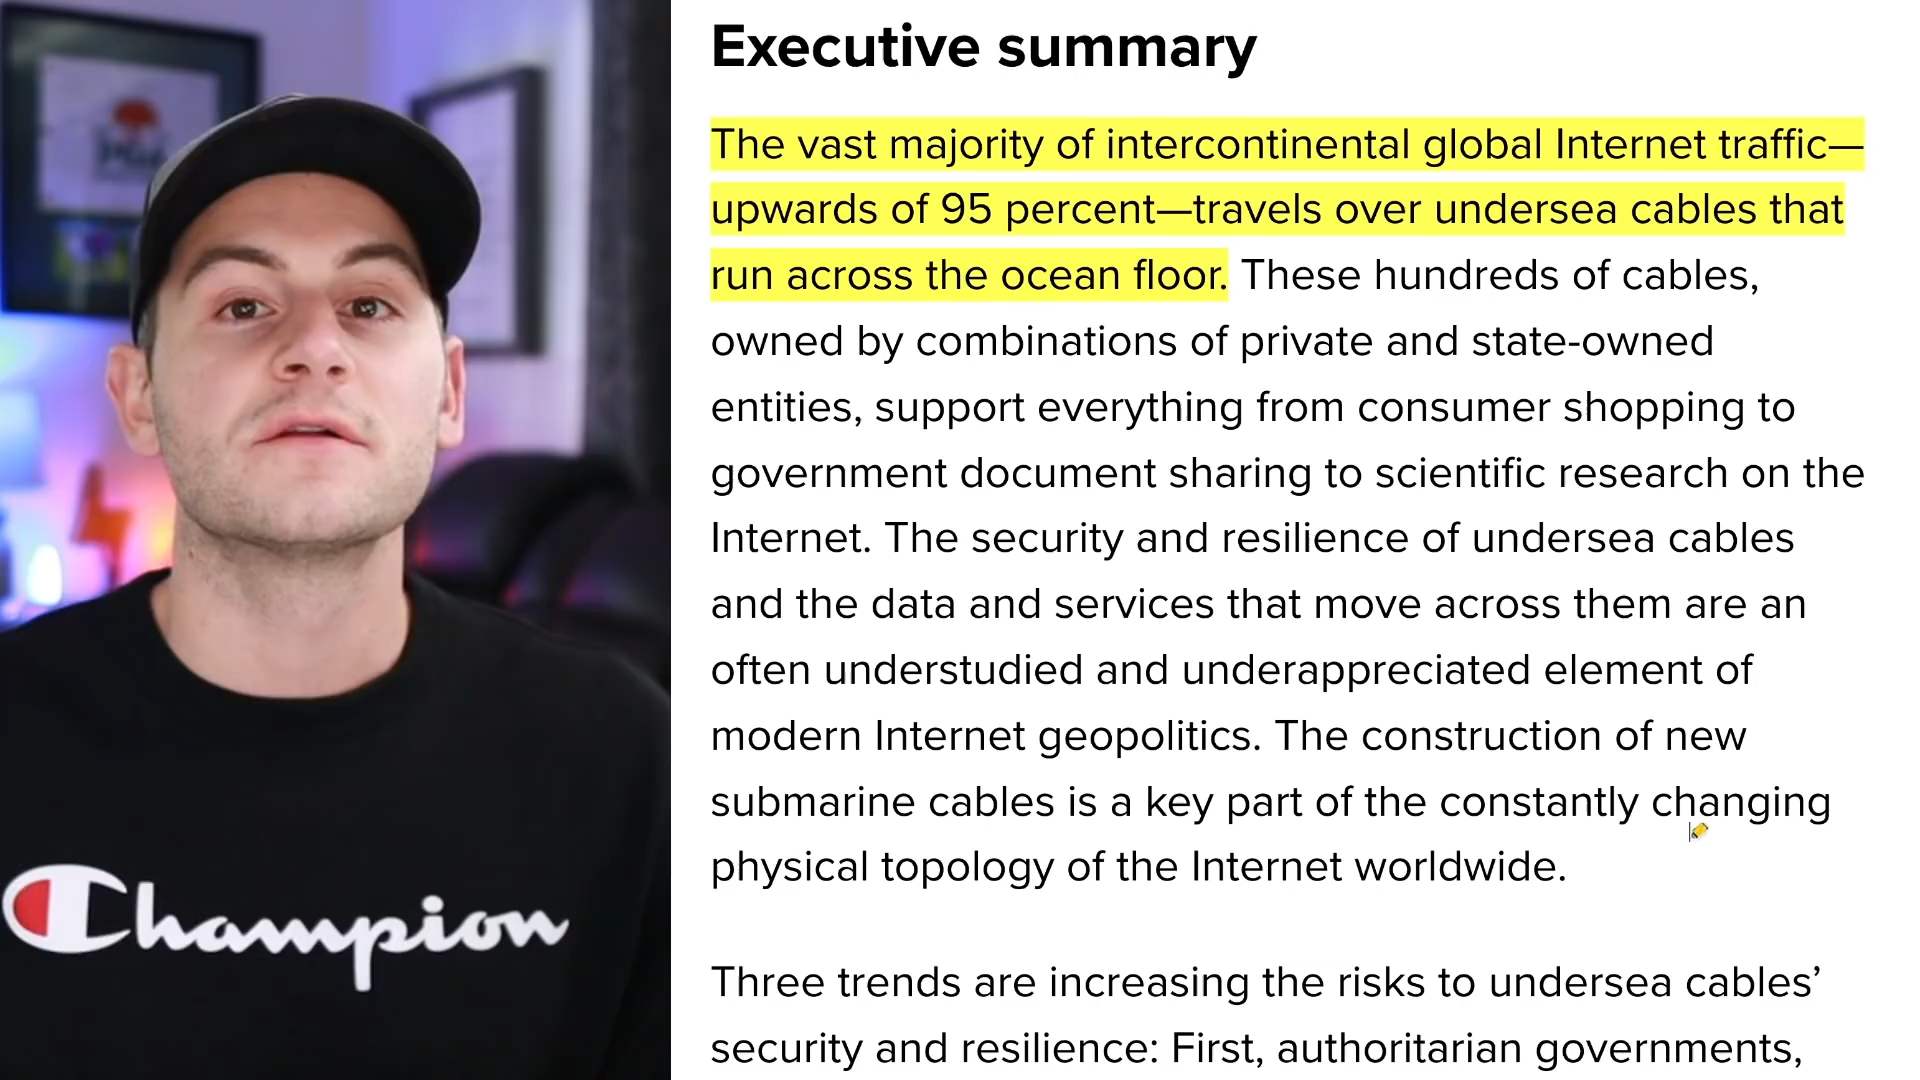 Executive summary
The vast majority of intercontinental global Internet traffic—
upwards of 95 percent—travels over undersea cables that
run across the ocean floor. These hundreds of cables,
owned by combinations of private and state-owned
entities, support everything from consumer shopping to
government document sharing to scientific research on the
Internet. The security and resilience of undersea cables
and the data and services that move across them are an
often understudied and underappreciated element of
modern Internet geopolitics. The construction of new
submarine cables is a key part of the constantly changing
physical topology of the Internet worldwide.
Three trends are increasing the risks to undersea cables’
security and resilience: First, authoritarian governments,
Champion